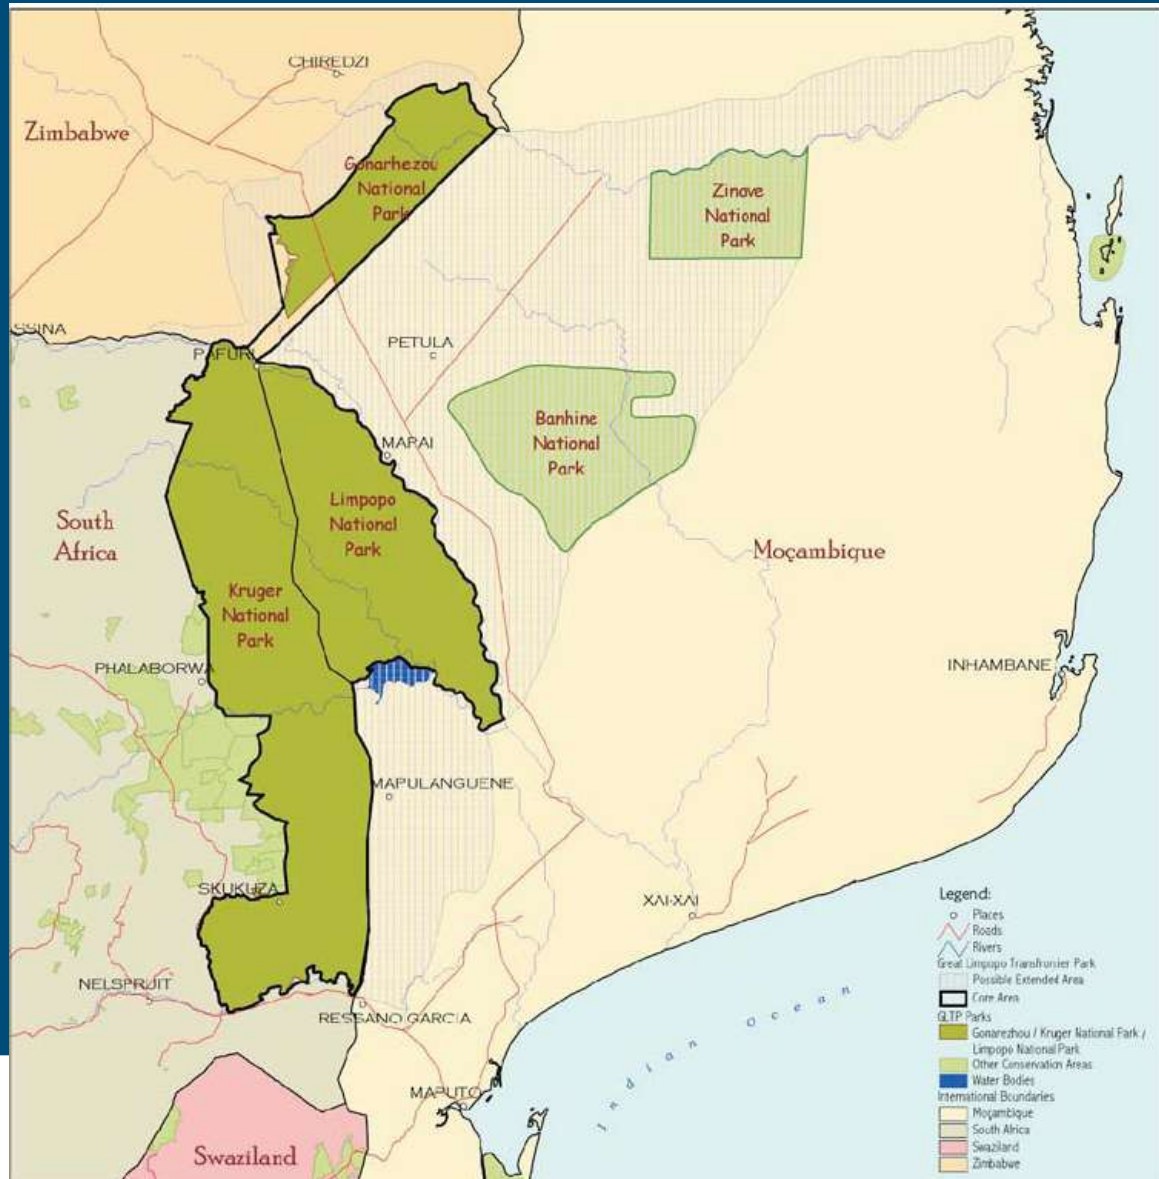 CHIREDZI
Zimbabwe
Gonarhezou
National
Park
Zinave
National
Park
SSINA
PAFURI
PETULA
Banhine
National
Park
MAPAI
Limpopo
National
Park
South
Africa
Moçambique
Kruger
National
Park
PHALABORWA
INHAMBANE
MAPULANGUENE
SKUKUZA
XAI-XAI
NELSPRUIT
RESSANO GARCIA
Indian Ocean
MAPUTO
Swaziland
Legend:
Places
Roads
Rivers
Great Limpopo Transfrontier Park
Possible Extended Area
Core Area
GLTP Parks
Gonarezhou / Kruger National Park /
Limpopo National Park
Other Conservation Areas
Water Bodies
International Boundaries
Moçambique
South Africa
Swaziland
Zimbabwe